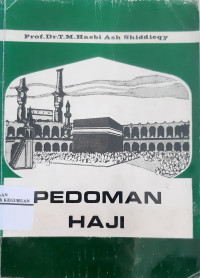 Prof.Dr.T.M.Hasbi Ash Shiddieqy
PEDOMAN
HAJI